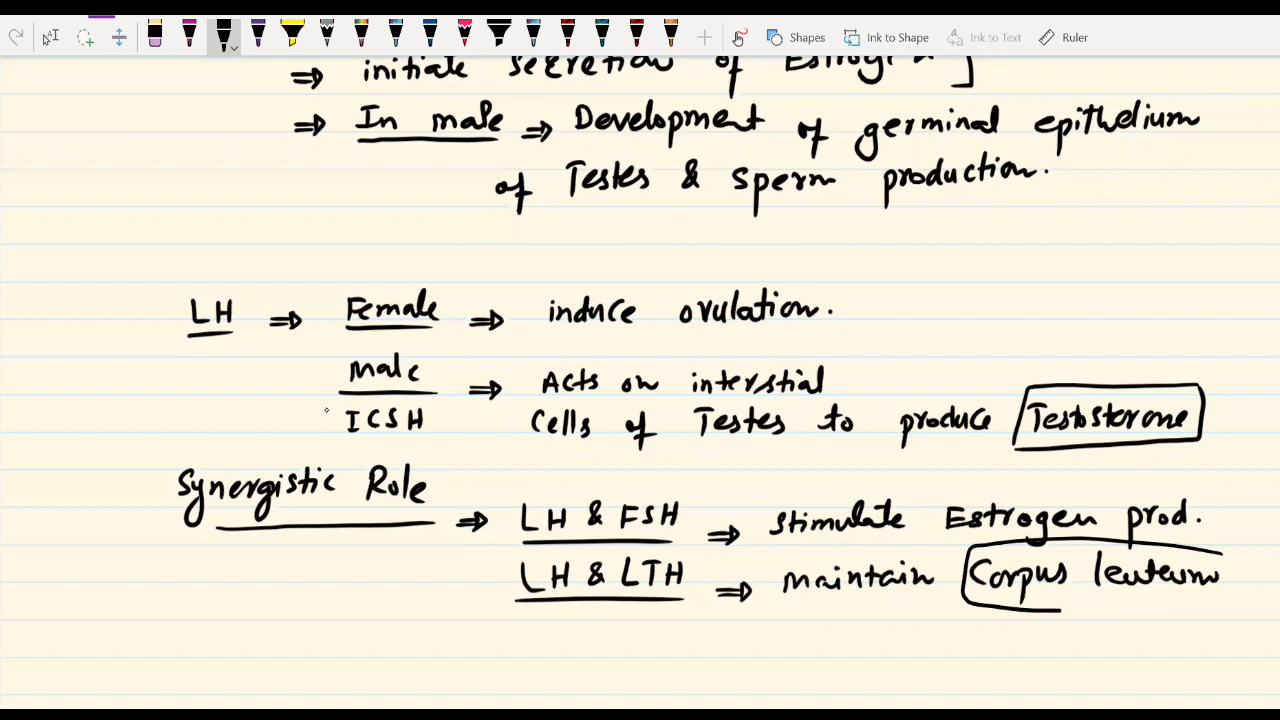 Shapes Ink to Shape Ink to Text Ruler
⇒ initiate secretion of Estrogen ]
⇒ In male ⇒ Development of germinal epithelium
of Testes & sperm production.
LH ⇒ Female ⇒ induce ovulation.
Male ⇒ Acts on interstial
ICSH Cells of Testes to produce Testosterone
Synergistic Role
⇒ LH & FSH ⇒ stimulate Estrogen prod.
LH & LTH ⇒ maintain Corpus leuteum